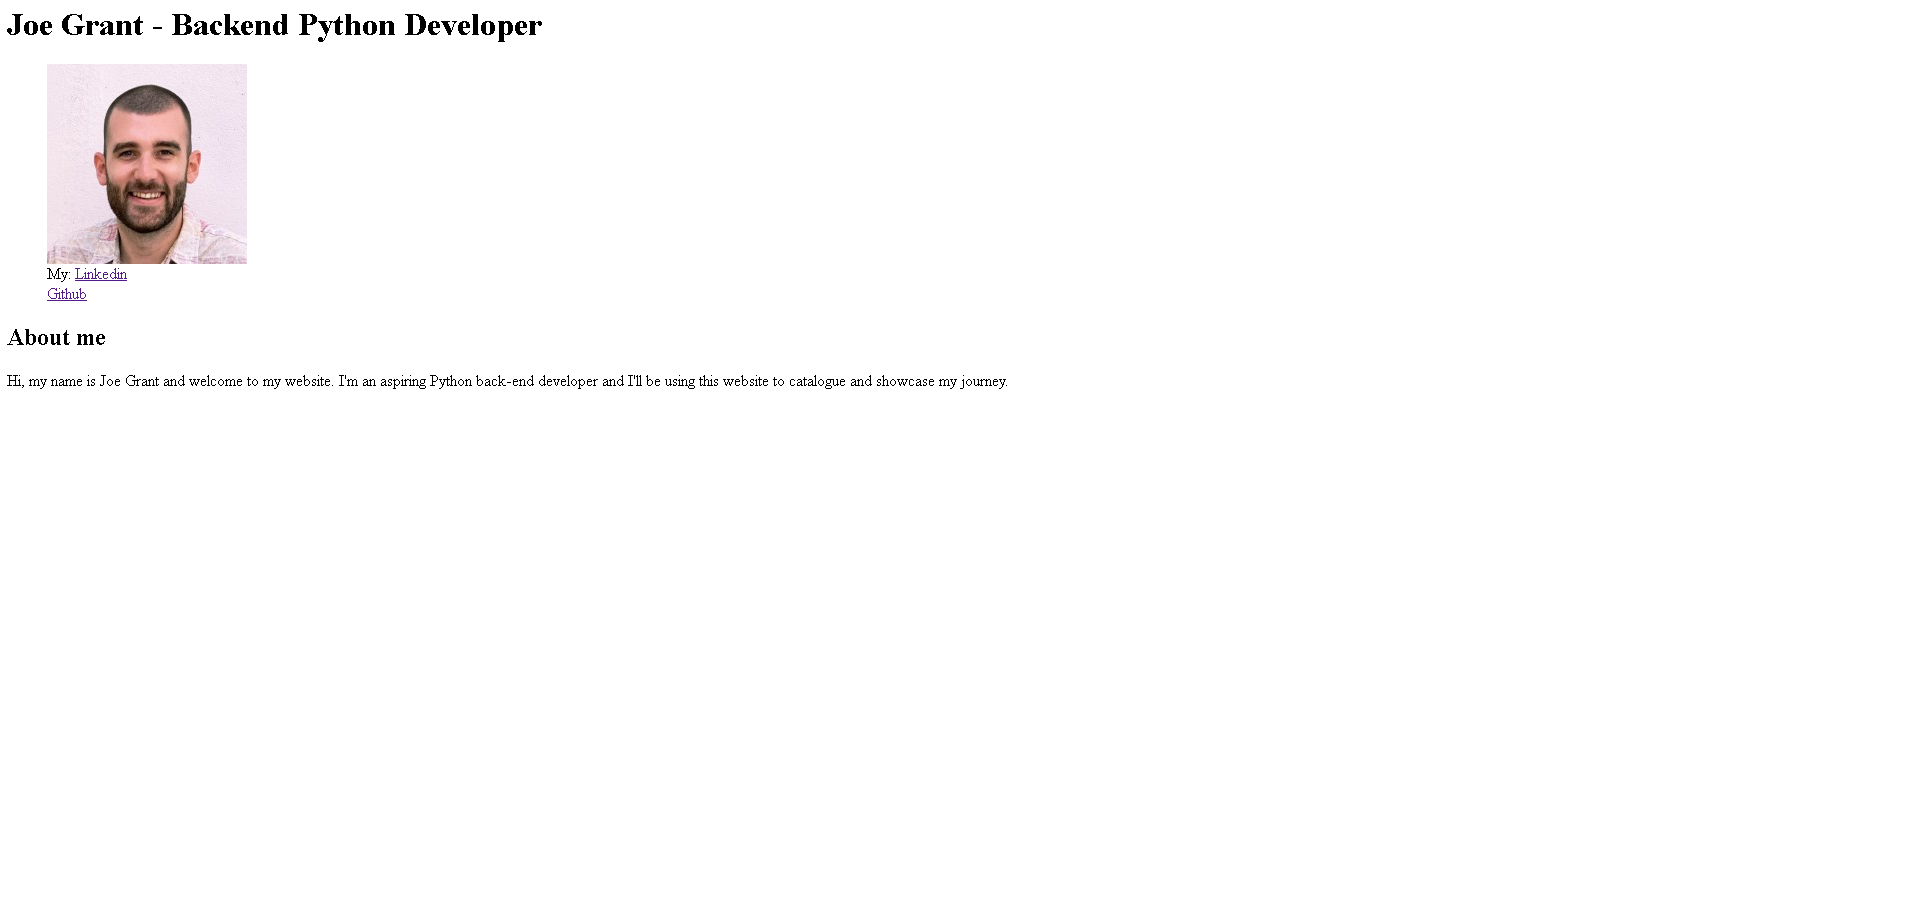 Joe Grant - Backend Python Developer
My: Linkedin
Github
About me
Hi, my name is Joe Grant and welcome to my website. I'm an aspiring Python back-end developer and I'll be using this website to catalogue and showcase my journey.